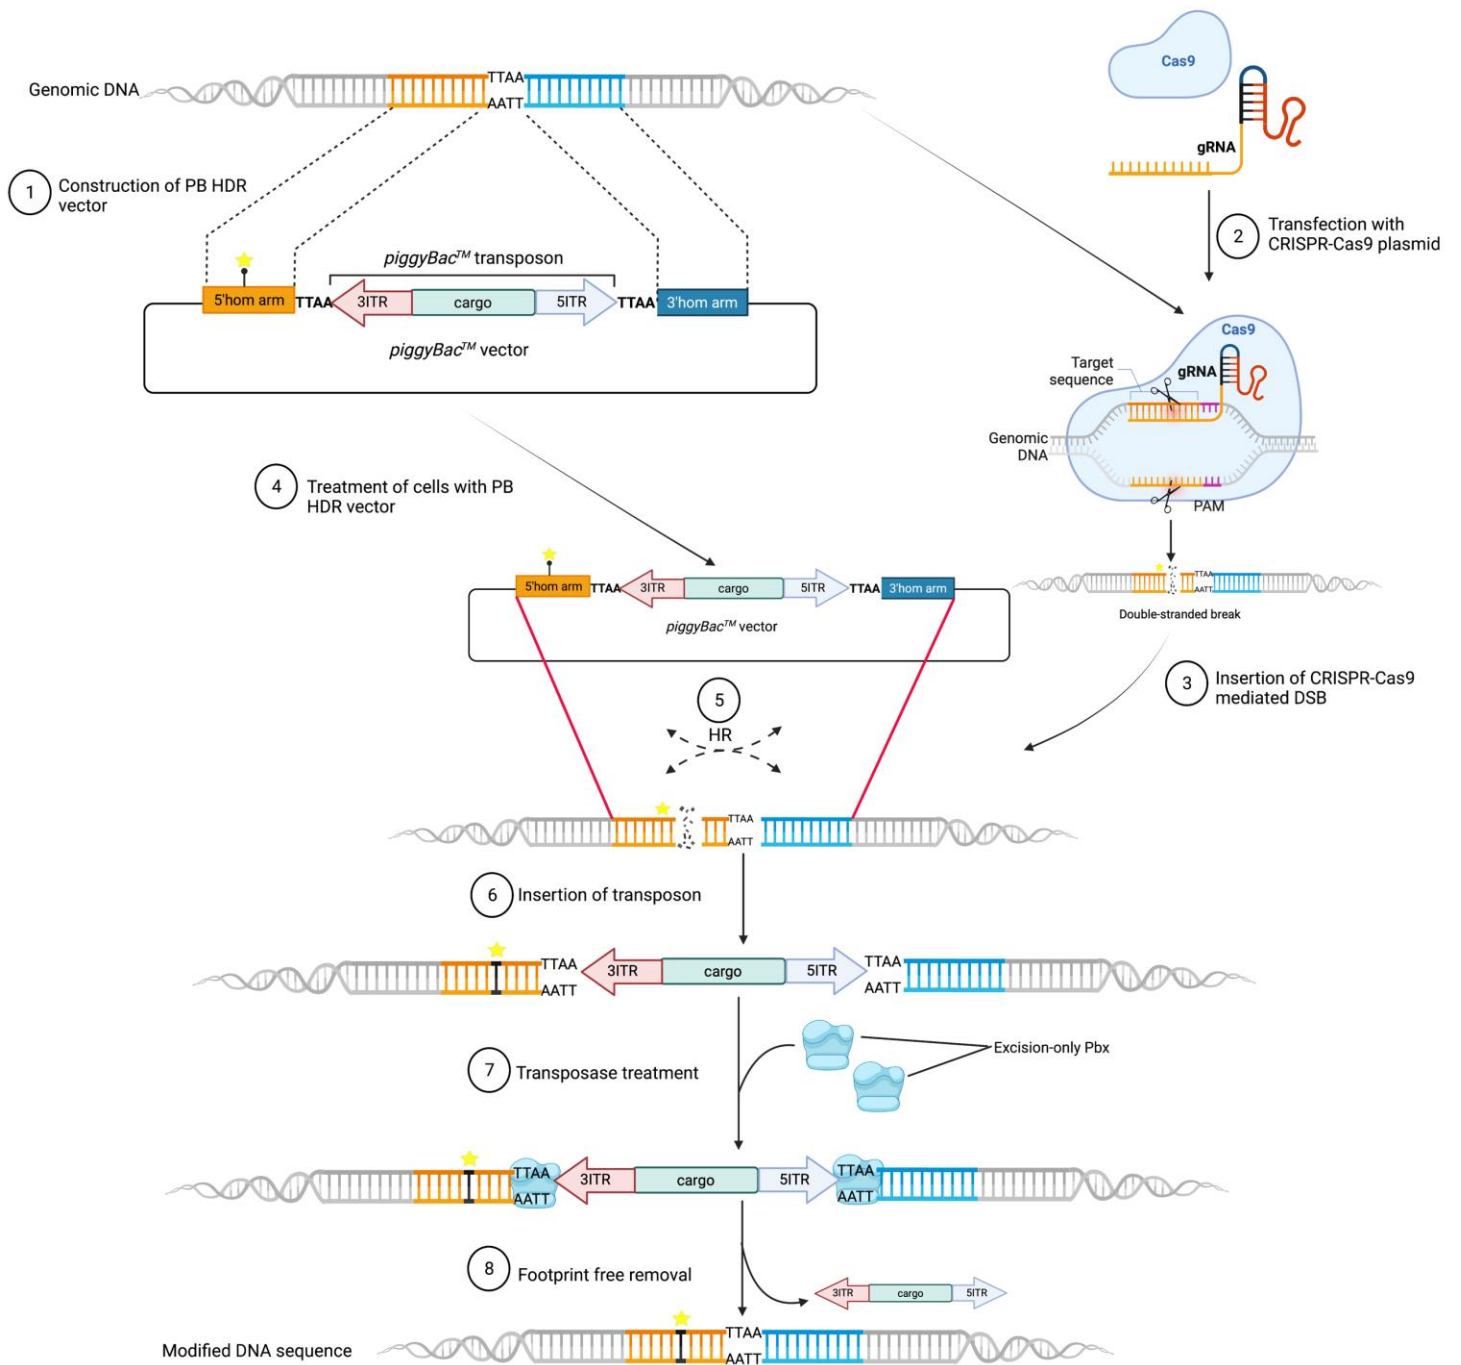 Genomic DNA
TTAA
AATT
1
Construction of PB HDR
vector
piggyBac™ transposon
5'hom arm
TTAA
3ITR
cargo
5ITR
TTAA
3'hom arm
piggyBac™ vector
Cas9
gRNA
2
Transfection with
CRISPR-Cas9 plasmid
Cas9
Target
sequence
gRNA
Genomic
DNA
PAM
TTAA
AATT
Double-stranded break
3
Insertion of CRISPR-Cas9
mediated DSB
4
Treatment of cells with PB
HDR vector
5'hom arm
TTAA
3ITR
cargo
5ITR
TTAA
3'hom arm
piggyBac™ vector
5
HR
TTAA
AATT
6
Insertion of transposon
TTAA
AATT
3ITR
cargo
5ITR
TTAA
AATT
7
Transposase treatment
Excision-only Pbx
TTAA
AATT
3ITR
cargo
5ITR
TTAA
AATT
8
Footprint free removal
3ITR
cargo
5ITR
Modified DNA sequence
TTAA
AATT